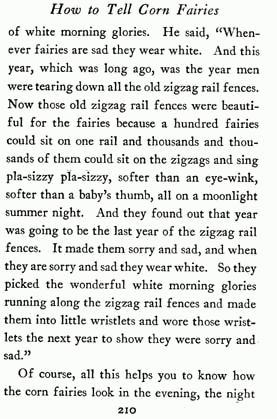 How to Tell Corn Fairies
of white morning glories. He said, "When-
ever fairies are sad they wear white. And this
year, which was long ago, was the year men
were tearing down all the old zigzag rail fences.
Now those old zigzag rail fences were beauti-
ful for the fairies because a hundred fairies
could sit on one rail and thousands and thou-
sands of them could sit on the zigzags and sing
pla-sizzy pla-sizzy, softer than an eye-wink,
softer than a baby's thumb, all on a moonlight
summer night. And they found out that year
was going to be the last year of the zigzag rail
fences. It made them sorry and sad, and when
they are sorry and sad they wear white. So they
picked the wonderful white morning glories
running along the zigzag rail fences and made
them into little wristlets and wore those wrist-
lets the next year to show they were sorry and
sad."
Of course, all this helps you to know how
the corn fairies look in the evening, the night
210